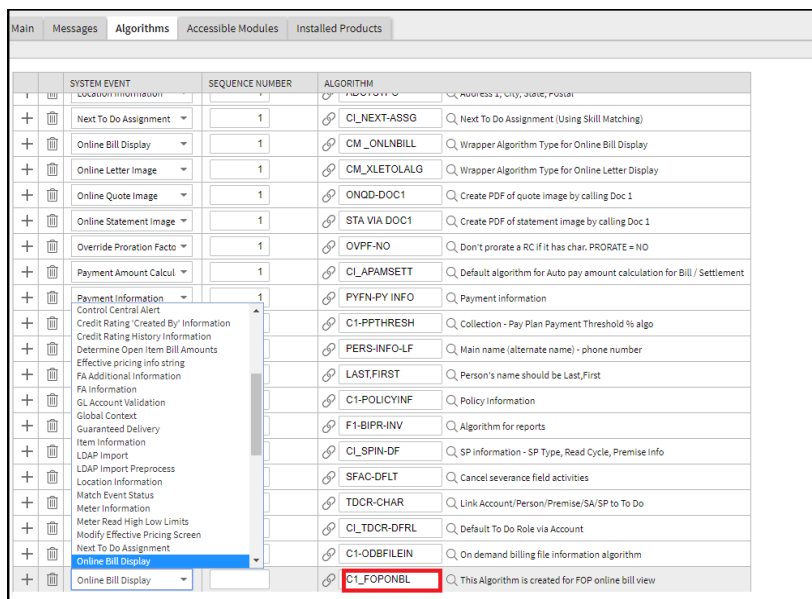 Main Messages Algorithms Accessible Modules Installed Products
SYSTEM EVENT SEQUENCE NUMBER ALGORITHM
Location Information 1 Address 1, City, State, Postal
Next To Do Assignment 1 CI_NEXT-ASSG Next To Do Assignment (Using Skill Matching)
Online Bill Display 1 CM _ONLNBILL Wrapper Algorithm Type for Online Bill Display
Online Letter Image 1 CM_XLETOLALG Wrapper Algorithm Type for Online Letter Display
Online Quote Image 1 ONQD-DOC1 Create PDF of quote image by calling Doc 1
Online Statement Image 1 STA VIA DOC1 Create PDF of statement image by calling Doc 1
Override Proration Facto 1 OVPF-NO Don't prorate a RC if it has char. PRORATE = NO
Payment Amount Calcul 1 CI_APAMSETT Default algorithm for Auto pay amount calculation for Bill / Settlement
Payment Information 1 PYFN-PY INFO Payment information
Control Central Alert
Credit Rating 'Created By' Information
Credit Rating History Information
Determine Open Item Bill Amounts
Effective pricing info string
FA Additional Information
FA Information
GL Account Validation
Global Context
Guaranteed Delivery
Item Information
LDAP Import
LDAP Import Preprocess
Location Information
Match Event Status
Meter Information
Meter Read High Low Limits
Modify Effective Pricing Screen
Next To Do Assignment
Online Bill Display
C1-PPTHRESH Collection - Pay Plan Payment Threshold % algo
PERS-INFO-LF Main name (alternate name) - phone number
LAST,FIRST Person's name should be Last,First
C1-POLICYINF Policy Information
F1-BIPR-INV Algorithm for reports
CI_SPIN-DF SP information - SP Type, Read Cycle, Premise Info
SFAC-DFLT Cancel severance field activities
TDCR-CHAR Link Account/Person/Premise/SA/SP to To Do
CI_TDCR-DFRL Default To Do Role via Account
C1-ODBFILEIN On demand billing file information algorithm
Online Bill Display C1_FOPONBL This Algorithm is created for FOP online bill view